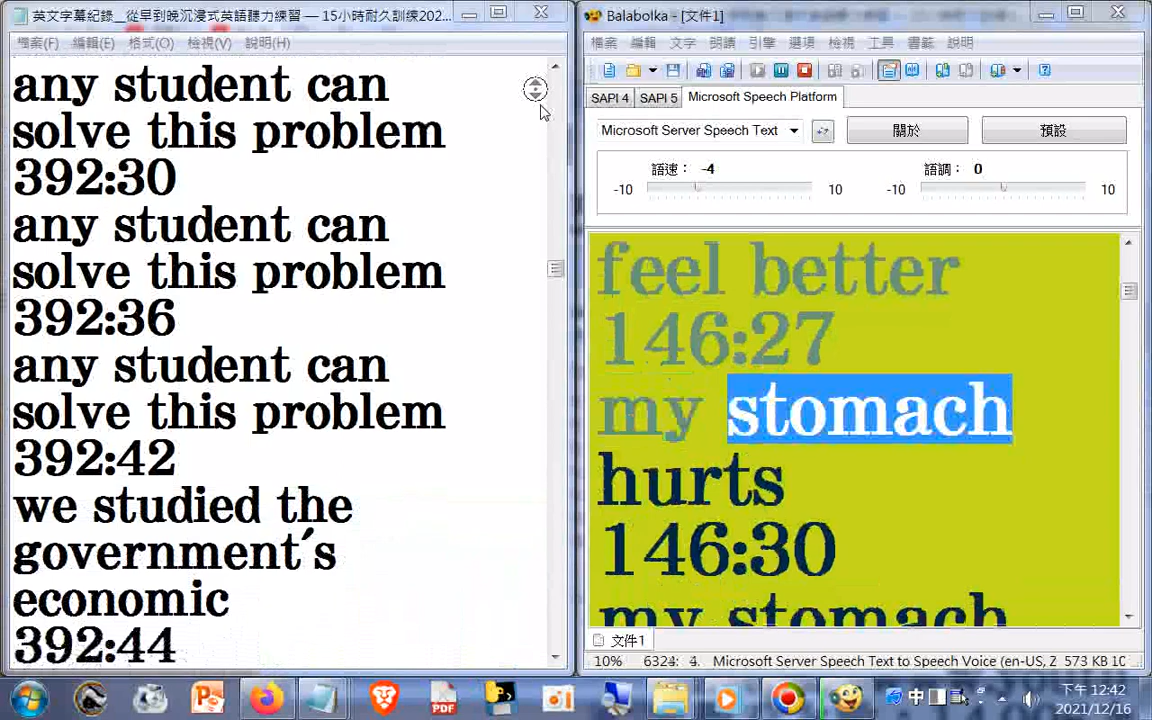 英文字幕紀錄__從早到晚沉浸式英語聽力練習 — 15小時耐久訓練202...
檔案(F) 編輯(E) 格式(O) 檢視(V) 說明(H)
any student can
solve this problem
392:30
any student can
solve this problem
392:36
any student can
solve this problem
392:42
we studied the
government's
economic
392:44
Balabolka - [文件1]
檔案 編輯 文字 朗讀 引擎 選項 檢視 工具 書籤 說明
SAPI 4 SAPI 5 Microsoft Speech Platform
Microsoft Server Speech Text 關於 預設
語速： -4 語調： 0
-10 10 -10 10
feel better
146:27
my stomach
hurts
146:30
my stomach
文件1
10% 6324: 4. Microsoft Server Speech Text to Speech Voice (en-US, Z 573 KB 10
PDF
中
下午 12:42
2021/12/16